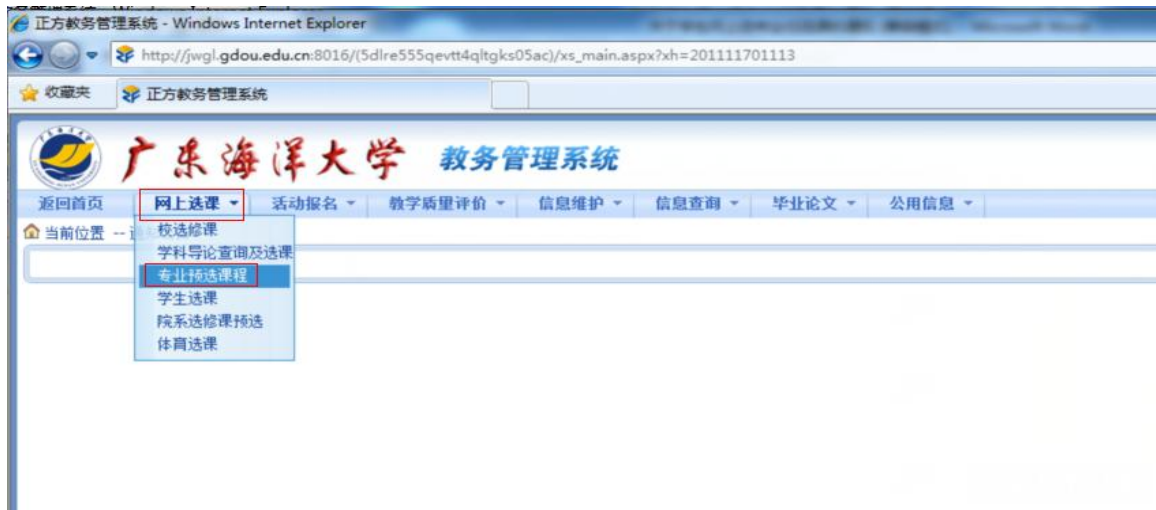 正方教务管理系统 - Windows Internet Explorer
http://jwgl.gdou.edu.cn:8016/(5dlre555qevtt4qltgks05ac)/xs_main.aspx?xh=201111701113
收藏夹 正方教务管理系统
广东海洋大学 教务管理系统
返回首页 网上选课 活动报名 教学质量评价 信息维护 信息查询 毕业论文 公用信息
当前位置 --
校选修课
学科导论查询及选课
专业预选课程
学生选课
院系选修课预选
体育选课